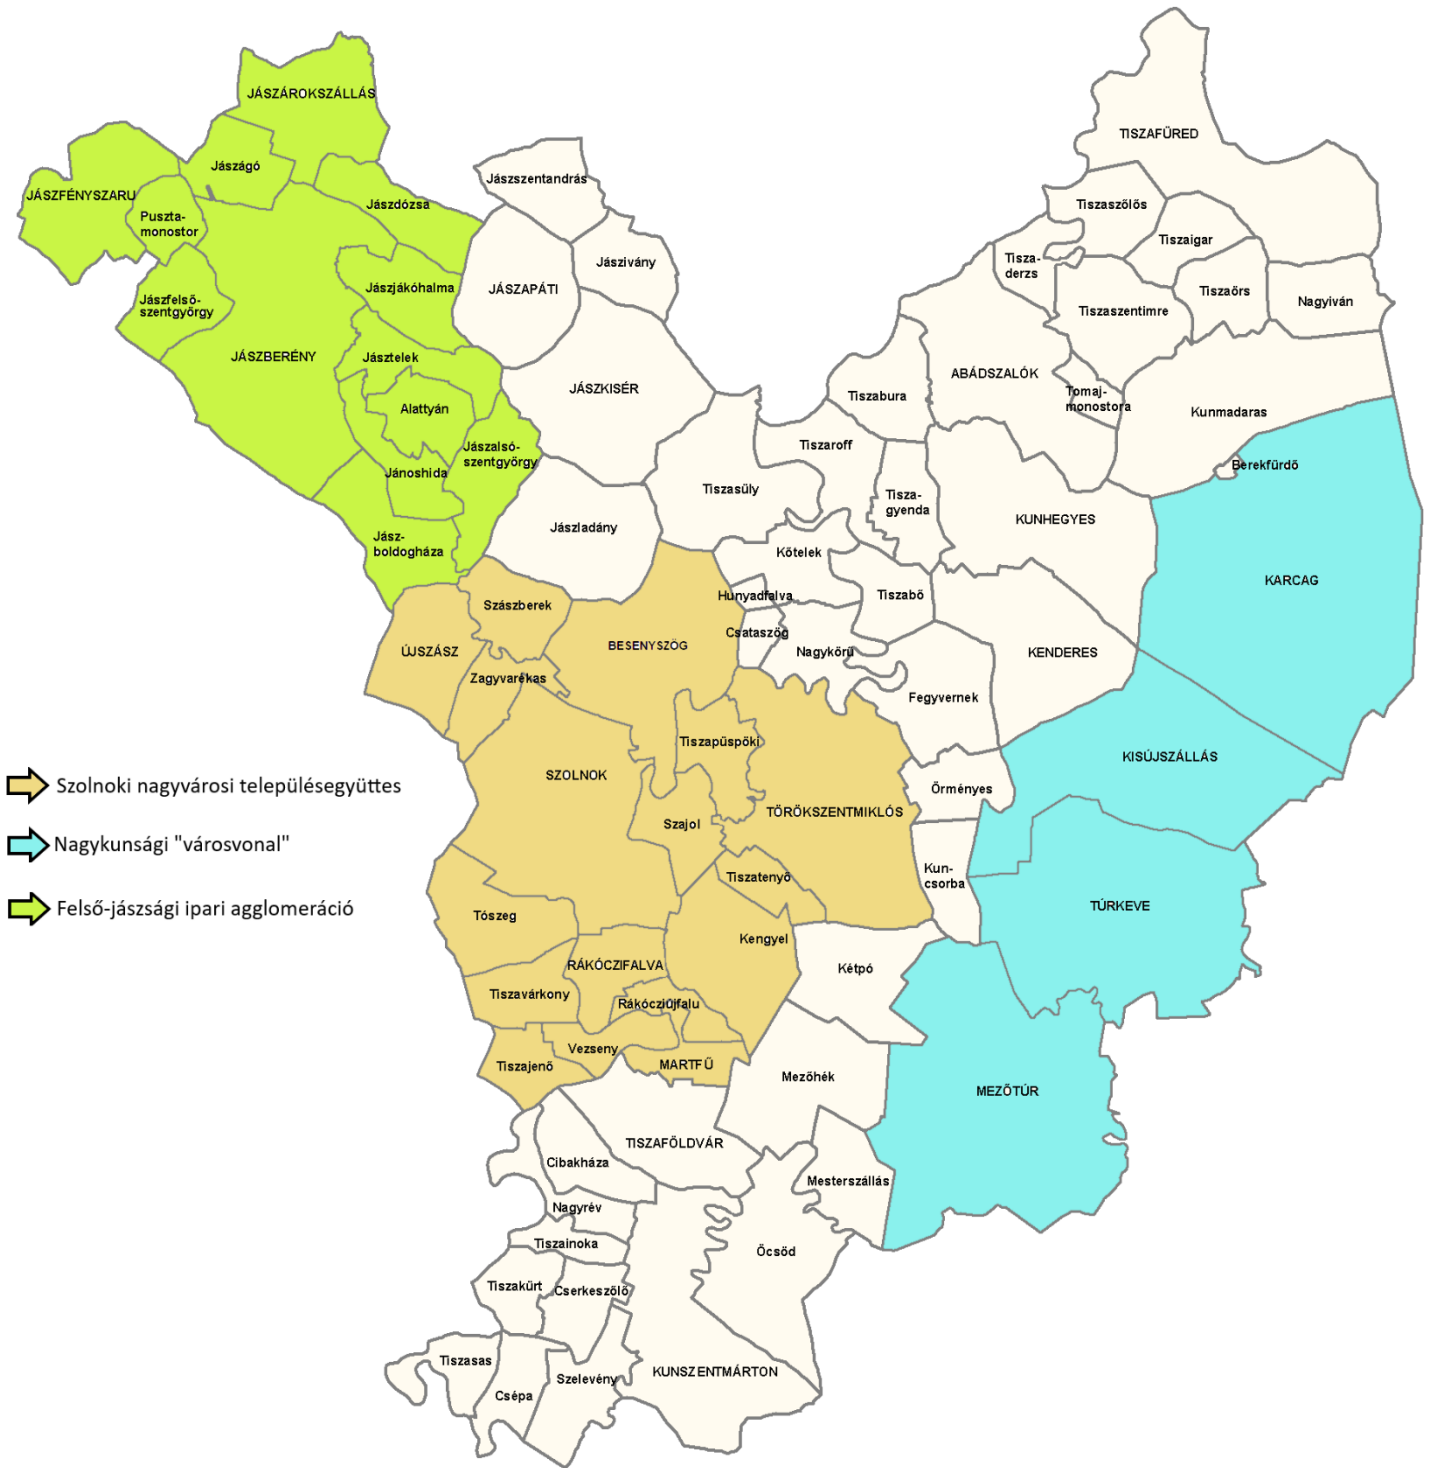 JÁSZÁROKSZÁLLÁS
TISZAFÜRED
Jászágó
Jászszentandrás
JÁSZFÉNYSZARU
Jászdózsa
Tiszaszőlős
Puszta-
monostor
Tiszaigar
Jászivány
Tisza-
derzs
Jászjákóhalma
JÁSZAPÁTI
Tiszaörs
Nagyiván
Jászfelső-
szentgyörgy
Tiszaszentimre
JÁSZBERÉNY
Jásztelek
ABÁDSZALÓK
JÁSZKISÉR
Tiszabura
Tomaj-
monostora
Alattyán
Kunmadaras
Tiszaroff
Jászalsó-
szentgyörgy
Berekfürdő
Jánoshida
Tiszasüly
Tisza-
gyenda
KUNHEGYES
Jászladány
Jász-
boldogháza
Kőtelek
KARCAG
Hunyadfalva
Tiszabő
Szászberek
Csataszög
BESENYSZÖG
ÚJSZÁSZ
Nagykörű
KENDERES
Zagyvarékas
Fegyvernek
Tiszapüspöki
KISÚJSZÁLLÁS
SZOLNOK
Szolnoki nagyvárosi településegyüttes
Örményes
TÖRÖKSZENTMIKLÓS
Szajol
Nagykunsági "városvonal"
Kun-
csorba
Tiszatenyő
TÚRKEVE
Felső-jászsági ipari agglomeráció
Tószeg
Kengyel
RÁKÓCZIFALVA
Kétpó
Tiszavárkony
Rákócziújfalu
Vezseny
Tiszajenő
MARTFŰ
Mezőhék
MEZŐTÚR
TISZAFÖLDVÁR
Cibakháza
Mesterszállás
Nagyrév
Tiszainoka
Öcsöd
Tiszakürt
Cserkeszőlő
Tiszasas
KUNSZENTMÁRTON
Szelevény
Csépa